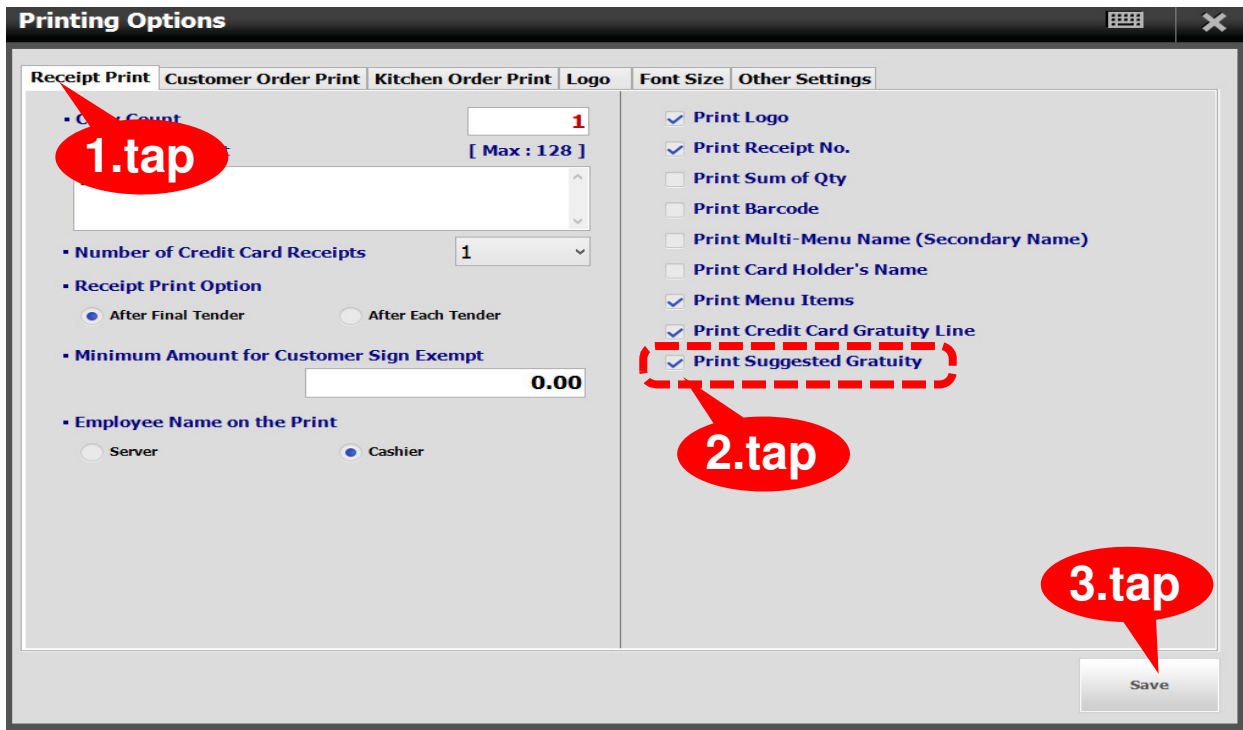 Printing Options
Receipt Print Customer Order Print Kitchen Order Print Logo Font Size Other Settings
Count
1
1.tap
[ Max : 128 ]
▪ Number of Credit Card Receipts 1
▪ Receipt Print Option
After Final Tender After Each Tender
▪ Minimum Amount for Customer Sign Exempt
0.00
▪ Employee Name on the Print
Server Cashier
Print Logo
Print Receipt No.
Print Sum of Qty
Print Barcode
Print Multi-Menu Name (Secondary Name)
Print Card Holder's Name
Print Menu Items
Print Credit Card Gratuity Line
Print Suggested Gratuity
2.tap
3.tap
Save